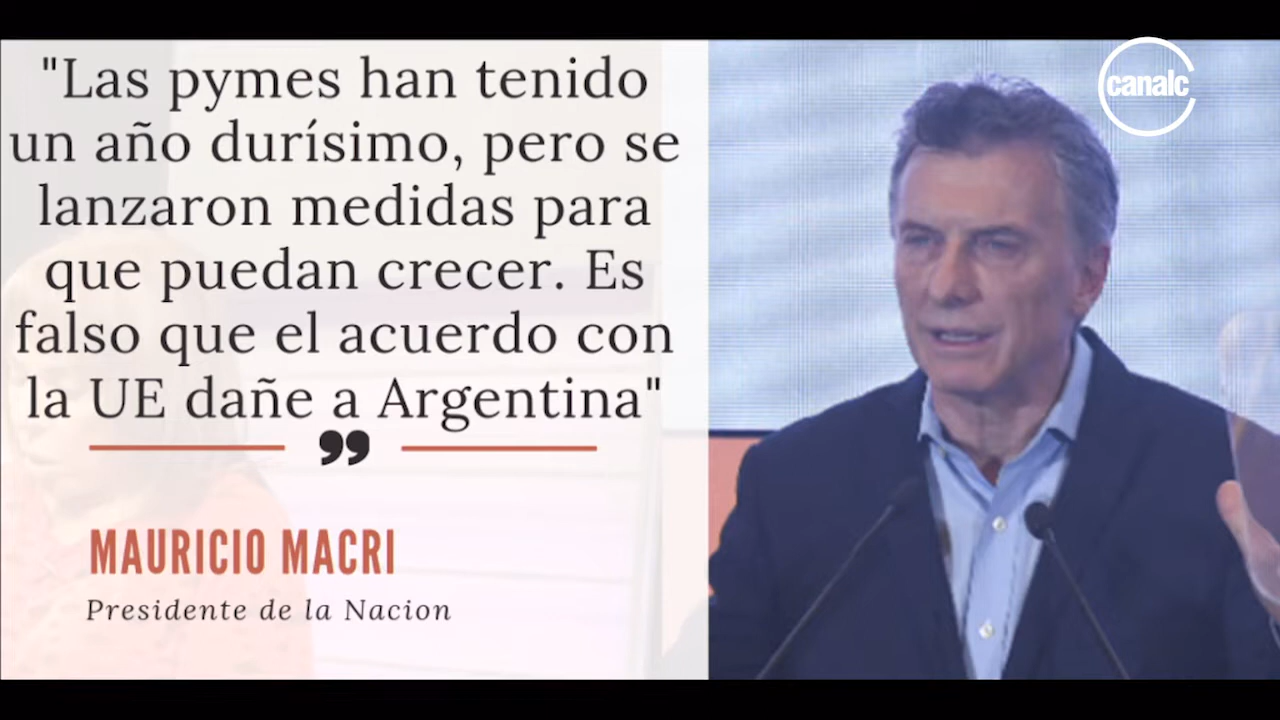 "Las pymes han tenido
un año durísimo, pero se
lanzaron medidas para
que puedan crecer. Es
falso que el acuerdo con
la UE dañe a Argentina"
”
MAURICIO MACRI
Presidente de la Nacion
canalc